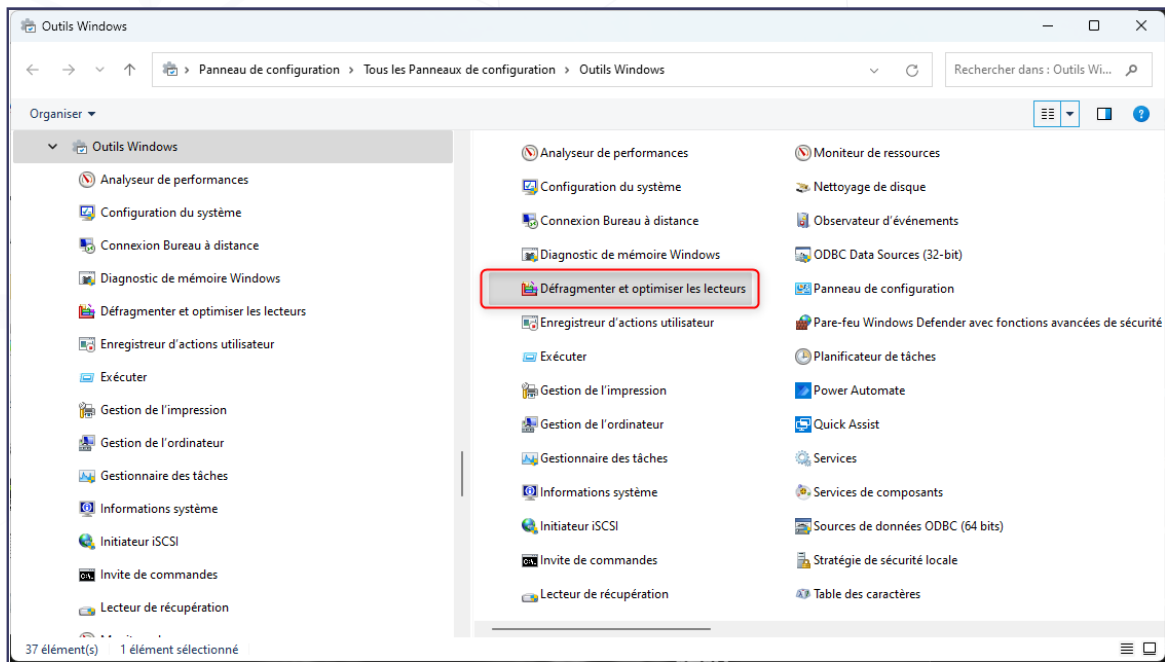 Outils Windows
Panneau de configuration > Tous les Panneaux de configuration > Outils Windows
Rechercher dans : Outils Wi...
Organiser
Outils Windows
Analyseur de performances
Configuration du système
Connexion Bureau à distance
Diagnostic de mémoire Windows
Défragmenter et optimiser les lecteurs
Enregistreur d'actions utilisateur
Exécuter
Gestion de l'impression
Gestion de l'ordinateur
Gestionnaire des tâches
Informations système
Initiateur iSCSI
Invite de commandes
Lecteur de récupération
Analyseur de performances
Configuration du système
Connexion Bureau à distance
Diagnostic de mémoire Windows
Défragmenter et optimiser les lecteurs
Enregistreur d'actions utilisateur
Exécuter
Gestion de l'impression
Gestion de l'ordinateur
Gestionnaire des tâches
Informations système
Initiateur iSCSI
Invite de commandes
Lecteur de récupération
Moniteur de ressources
Nettoyage de disque
Observateur d'événements
ODBC Data Sources (32-bit)
Panneau de configuration
Pare-feu Windows Defender avec fonctions avancées de sécurité
Planificateur de tâches
Power Automate
Quick Assist
Services
Services de composants
Sources de données ODBC (64 bits)
Stratégie de sécurité locale
Table des caractères
37 élément(s) 1 élément sélectionné